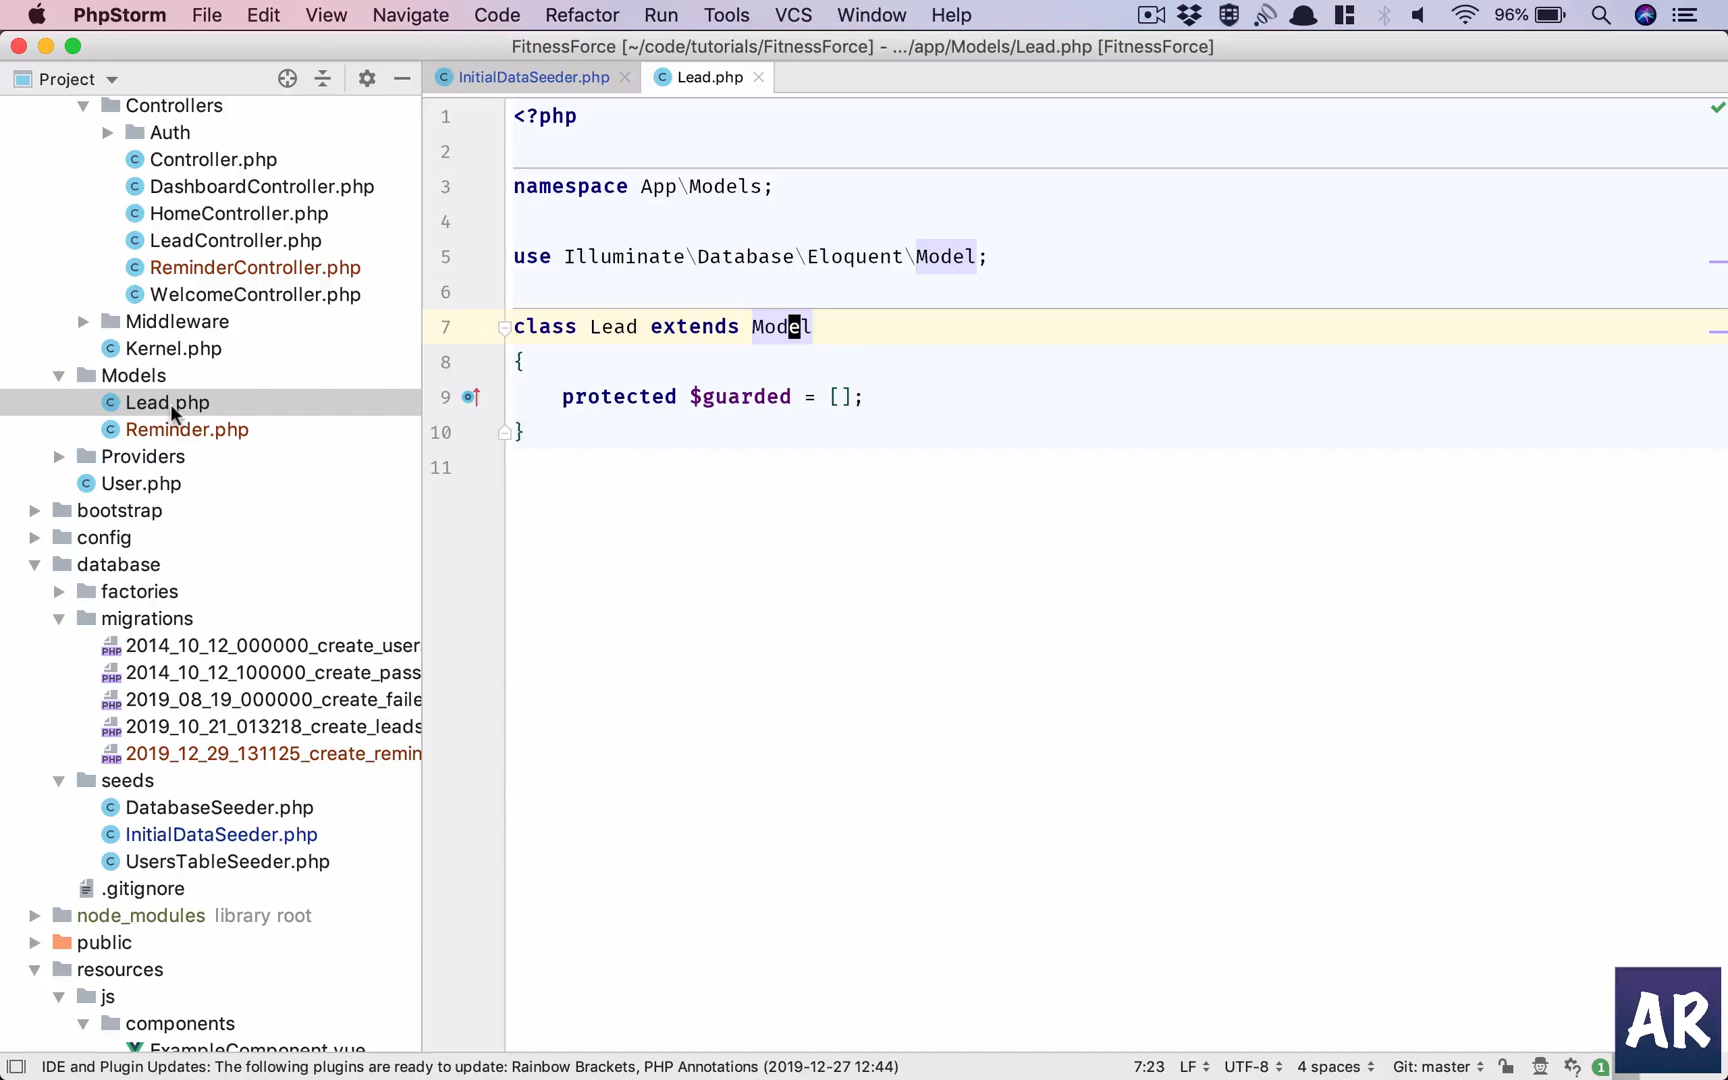 PhpStorm File Edit View Navigate Code Refactor Run Tools VCS Window Help 96%
FitnessForce [~/code/tutorials/FitnessForce] - .../app/Models/Lead.php [FitnessForce]
Project InitialDataSeeder.php Lead.php
Controllers
Auth
Controller.php
DashboardController.php
HomeController.php
LeadController.php
ReminderController.php
WelcomeController.php
Middleware
Kernel.php
Models
Lead.php
Reminder.php
Providers
User.php
bootstrap
config
database
factories
migrations
2014_10_12_000000_create_user
2014_10_12_100000_create_pass
2019_08_19_000000_create_faile
2019_10_21_013218_create_leads
2019_12_29_131125_create_remin
seeds
DatabaseSeeder.php
InitialDataSeeder.php
UsersTableSeeder.php
.gitignore
node_modules library root
public
resources
js
components
ExampleComponent.vue
1 <?php
2
3 namespace App\Models;
4
5 use Illuminate\Database\Eloquent\Model;
6
7 class Lead extends Model
8 {
9 protected $guarded = [];
10 }
11
AR
IDE and Plugin Updates: The following plugins are ready to update: Rainbow Brackets, PHP Annotations (2019-12-27 12:44) 7:23 LF UTF-8 4 spaces Git: master 1